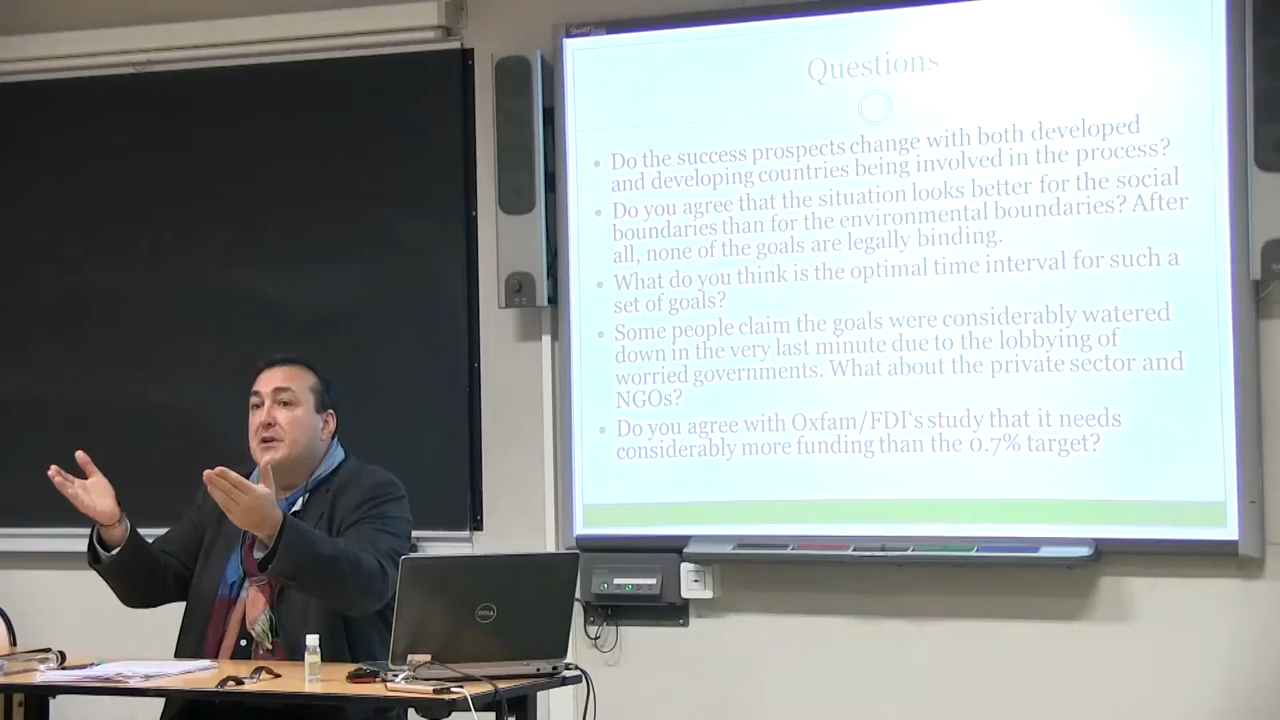 Questions
Do the success prospects change with both developed
and developing countries being involved in the process?
Do you agree that the situation looks better for the social
boundaries than for the environmental boundaries? After
all, none of the goals are legally binding.
What do you think is the optimal time interval for such a
set of goals?
Some people claim the goals were considerably watered
down in the very last minute due to the lobbying of
worried governments. What about the private sector and
NGOs?
Do you agree with Oxfam/FDI's study that it needs
considerably more funding than the 0.7% target?
DELL